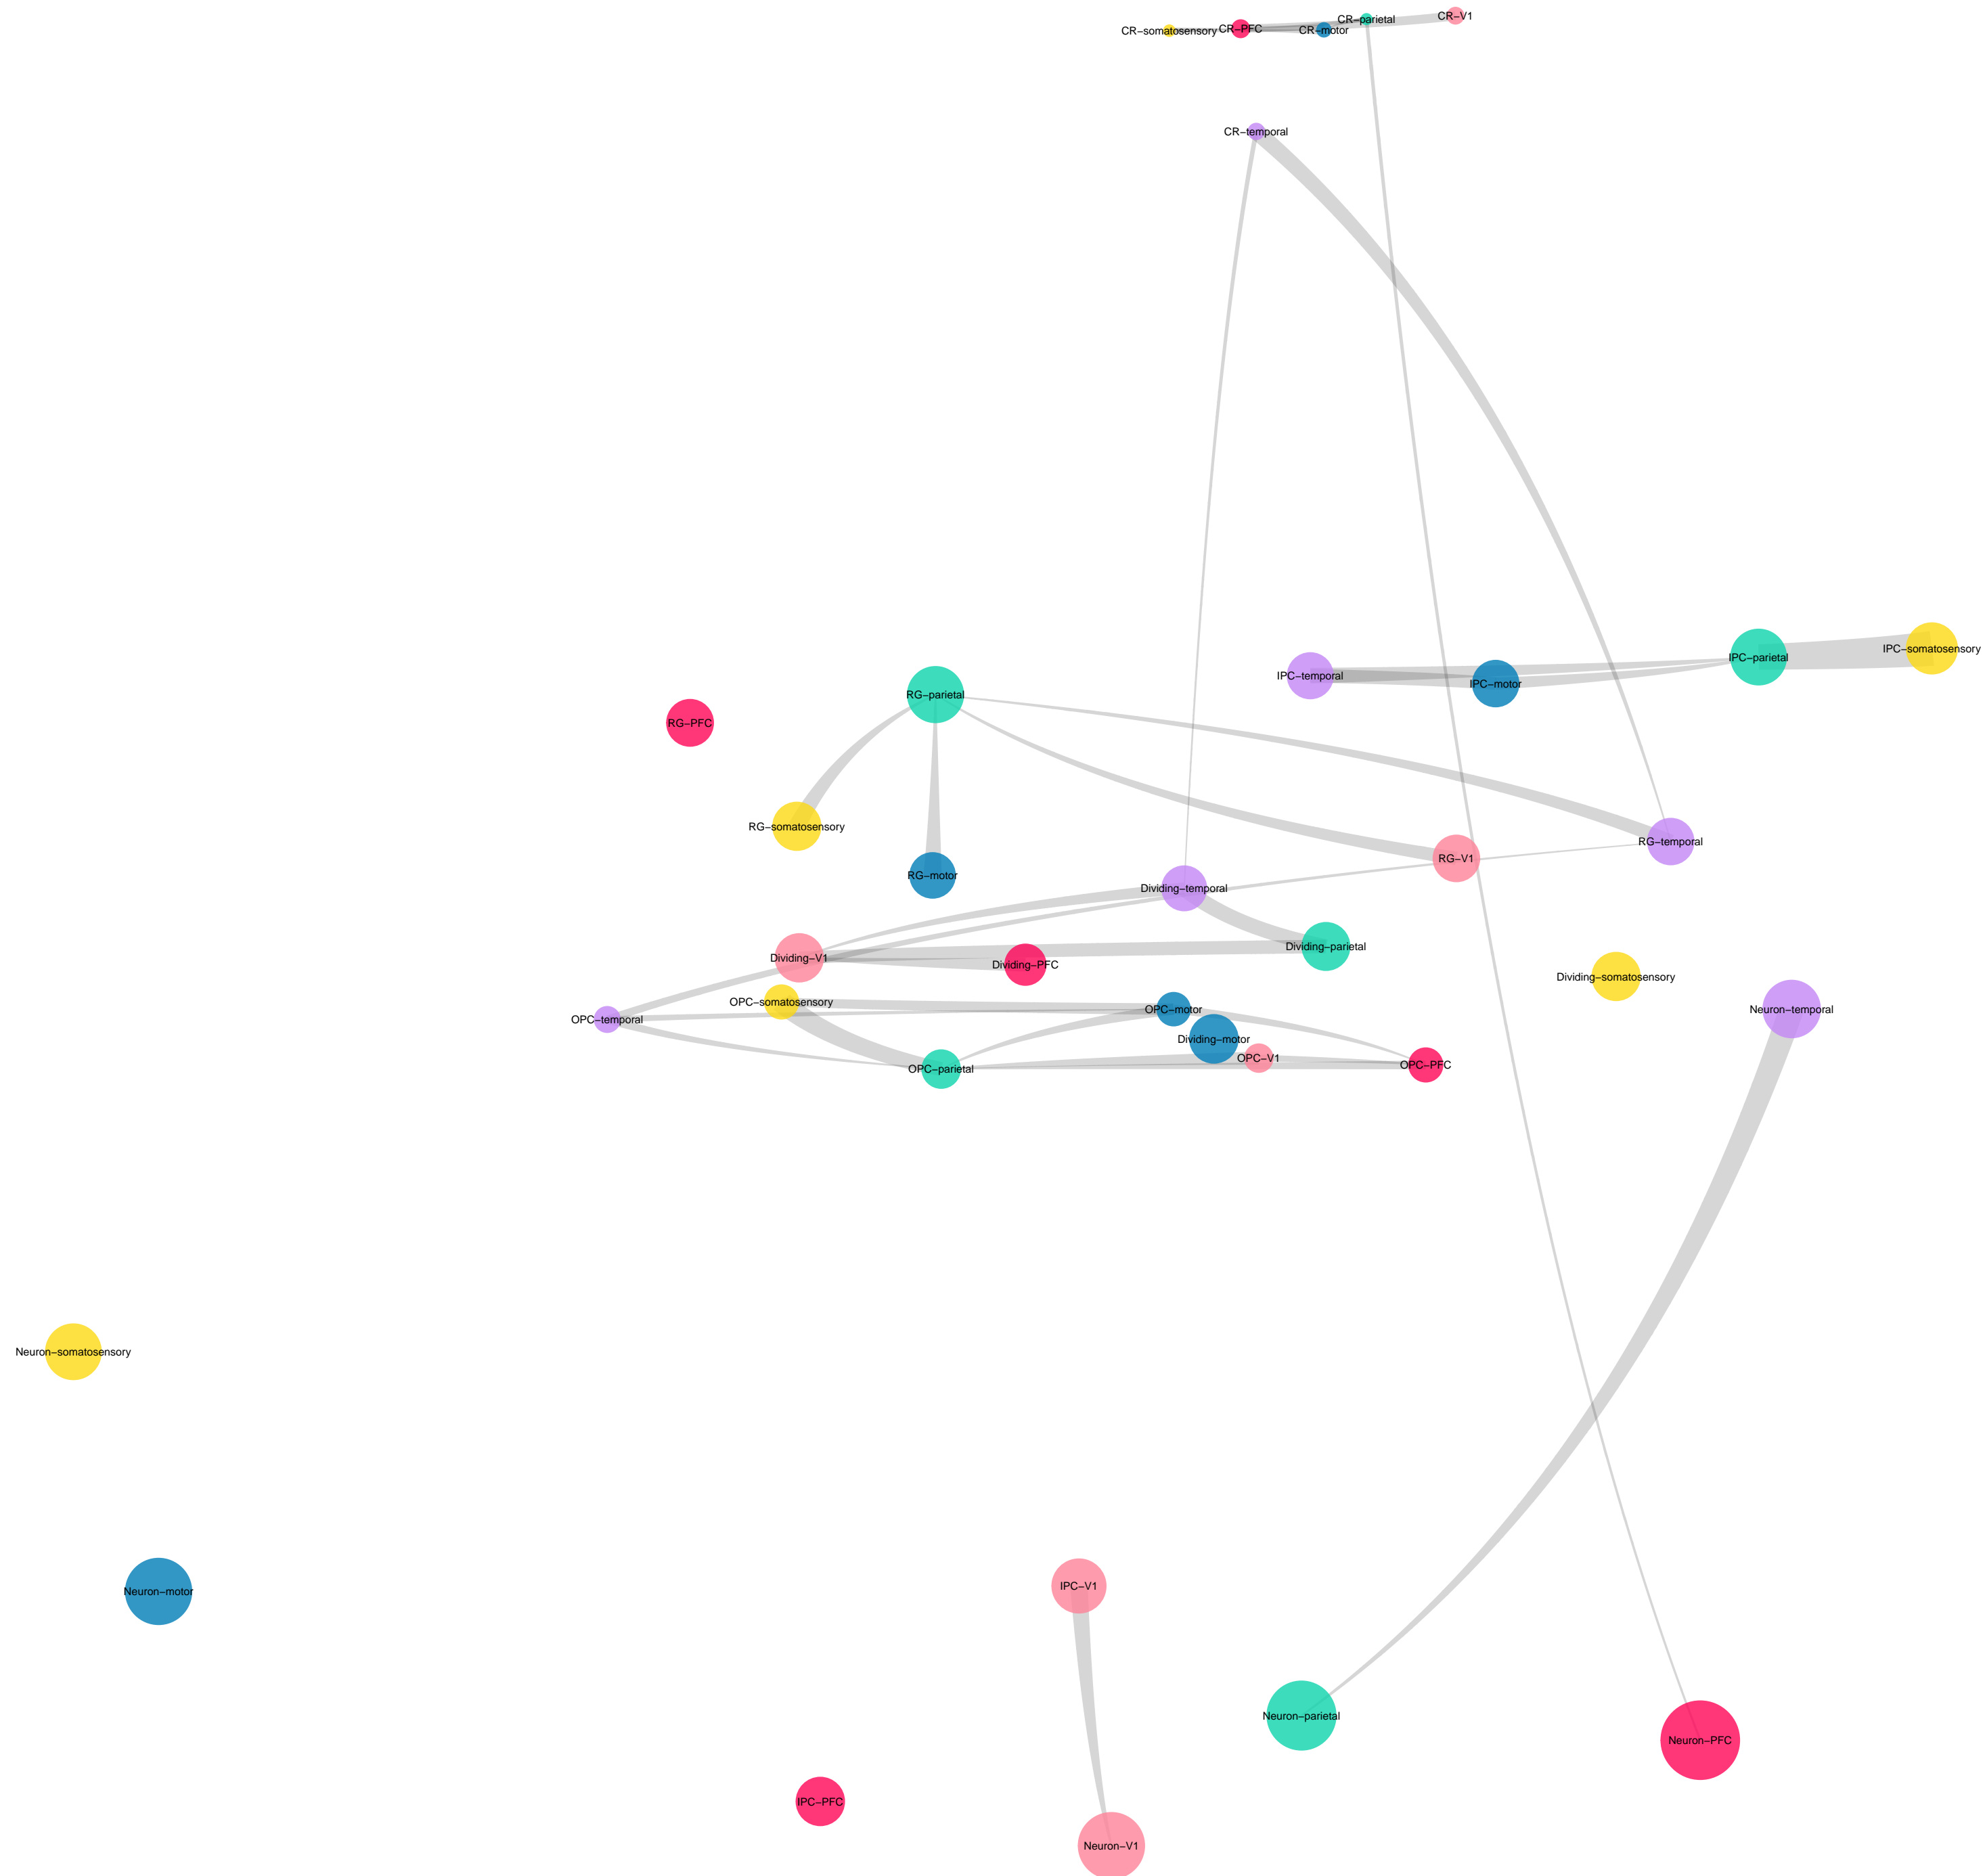 CR−V1
CR−parietal
CR−somatosensory
CR−PFC
CR−motor
CR−temporal
IPC−somatosensory
IPC−parietal
IPC−temporal
IPC−motor
RG−parietal
RG−PFC
RG−somatosensory
RG−temporal
RG−V1
RG−motor
Dividing−temporal
Dividing−parietal
Dividing−V1
Dividing−PFC
Dividing−somatosensory
OPC−somatosensory
OPC−motor
Neuron−temporal
OPC−temporal
Dividing−motor
OPC−V1
OPC−PFC
OPC−parietal
Neuron−somatosensory
IPC−V1
Neuron−motor
Neuron−parietal
Neuron−PFC
IPC−PFC
Neuron−V1